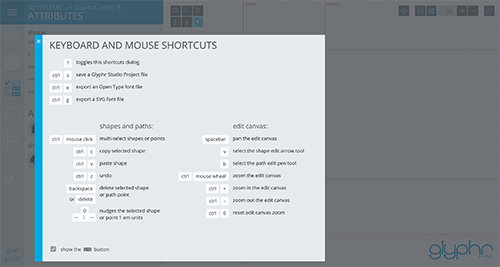 ATTRIBUTES
KEYBOARD AND MOUSE SHORTCUTS
? toggles this shortcuts dialog
ctrl s save a Glyphr Studio Project file
ctrl e export an Open Type font file
ctrl g export a SVG font file
shapes and paths:
ctrl mouse click multi-select shapes or points
ctrl c copy selected shape
ctrl v paste shape
ctrl z undo
backspace
or delete
delete selected shape
or path point
nudges the selected shape
or point 1 em units
edit canvas:
spacebar pan the edit canvas
v select the shape edit arrow tool
b select the path edit pen tool
ctrl mouse wheel zoom the edit canvas
ctrl + zoom in the edit canvas
ctrl - zoom out the edit canvas
ctrl 0 reset edit canvas zoom
show the button
glyphr